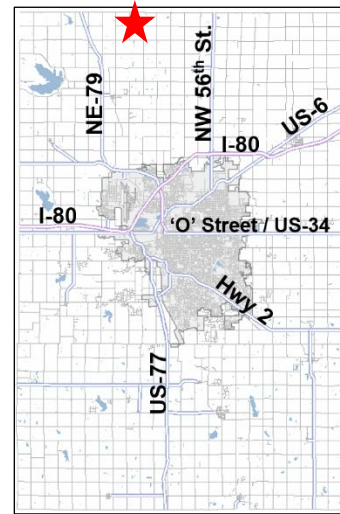 NE-79
NW 56th St.
US-6
I-80
I-80
'O' Street / US-34
Hwy 2
US-77